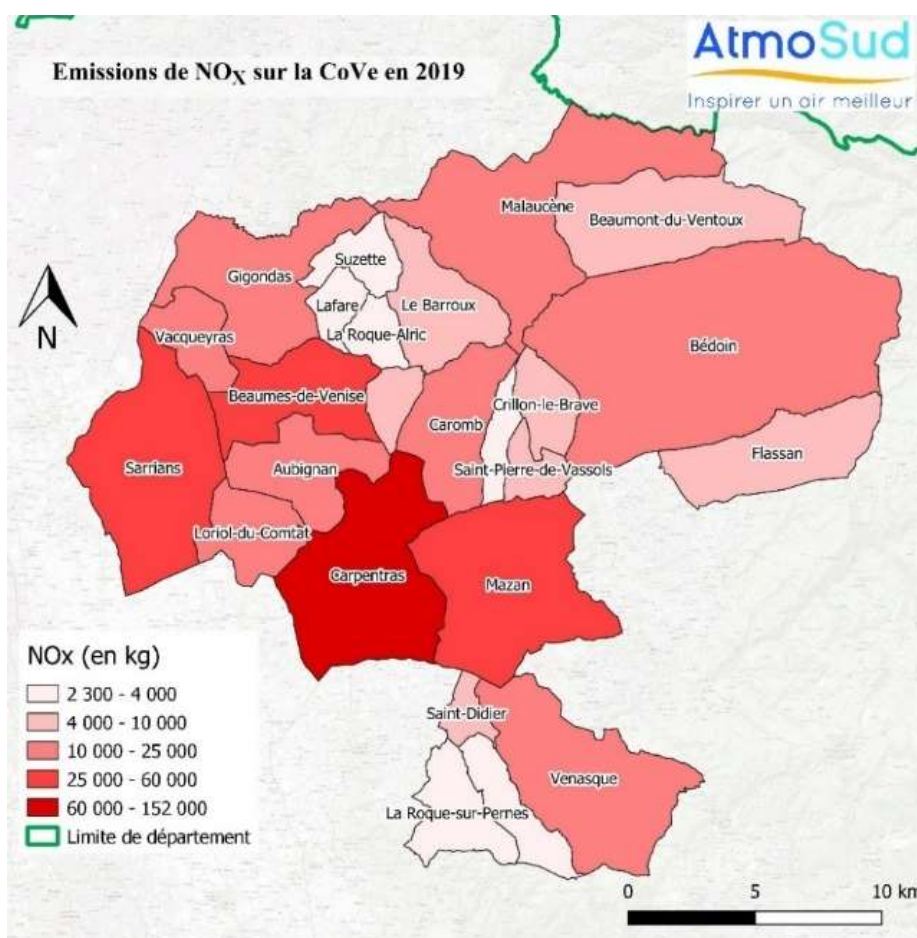 Emissions de NOX sur la CoVe en 2019
AtmoSud
Inspirer un air meilleur
Malaucène
Beaumont-du-Ventoux
Suzette
Gigondas
Lafare
Le Barroux
La Roque-Alric
Vacqueyras
Bédoin
Beaumes-de-Venise
Crillon-le-Brave
Caromb
Flassan
Sarrians
Aubignan
Saint-Pierre-de-Vassols
Loriol-du-Comtat
Carpentras
Mazan
Saint-Didier
Venasque
La Roque-sur-Pernes
N
NOx (en kg)
2 300 - 4 000
4 000 - 10 000
10 000 - 25 000
25 000 - 60 000
60 000 - 152 000
Limite de département
0 5 10 km